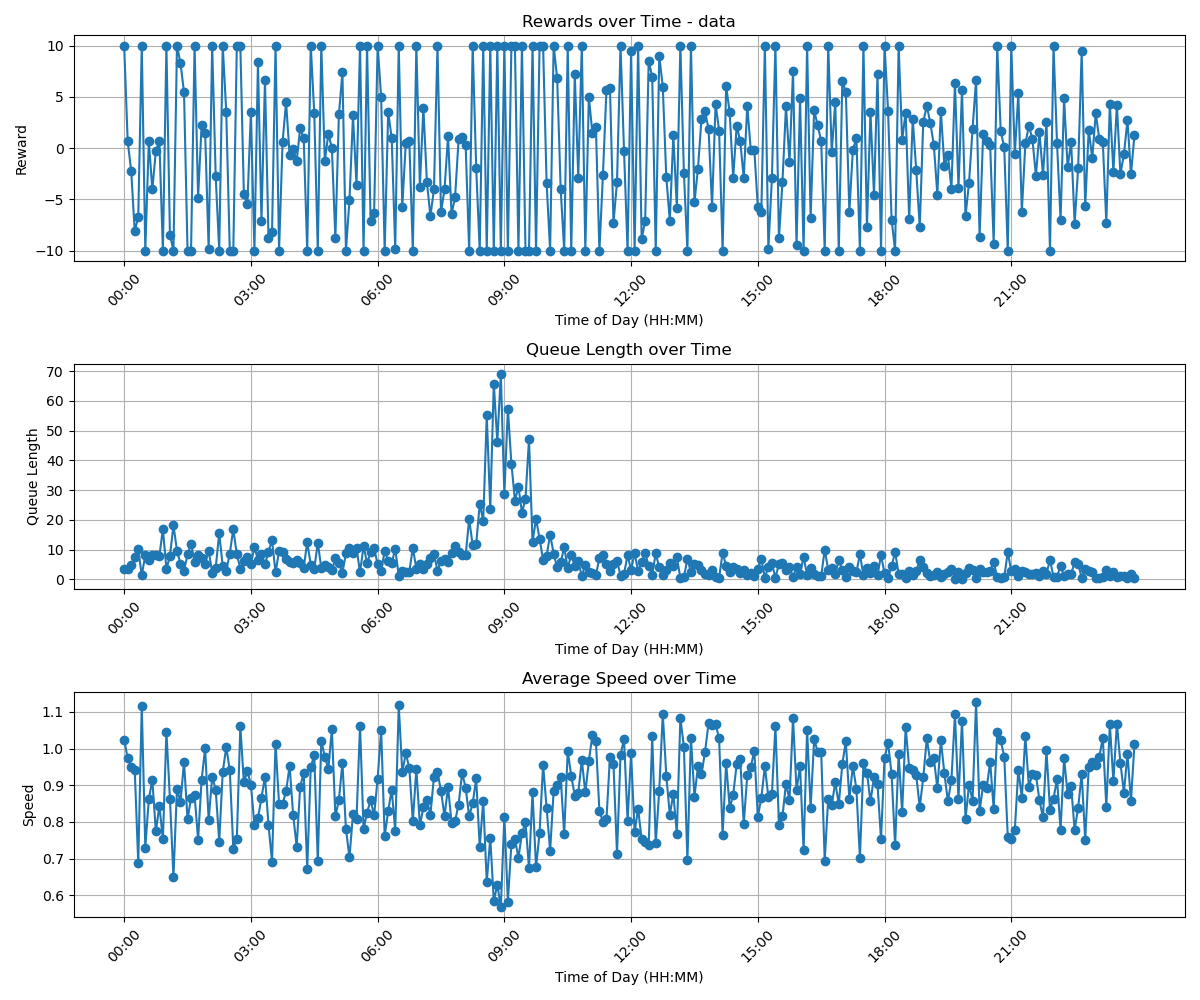 Rewards over Time - data
10
5
0
−5
−10
Reward
00:00 03:00 06:00 09:00 12:00 15:00 18:00 21:00
Time of Day (HH:MM)
Queue Length over Time
70
60
50
40
30
20
10
0
Queue Length
00:00 03:00 06:00 09:00 12:00 15:00 18:00 21:00
Time of Day (HH:MM)
Average Speed over Time
1.1
1.0
0.9
0.8
0.7
0.6
Speed
00:00 03:00 06:00 09:00 12:00 15:00 18:00 21:00
Time of Day (HH:MM)